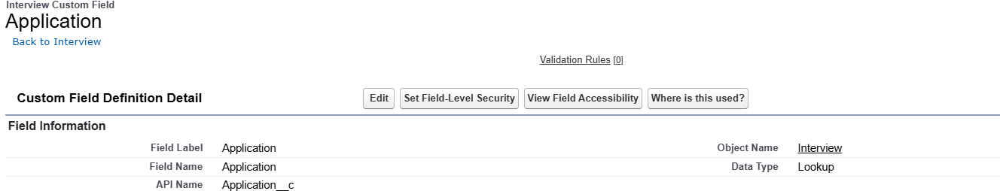 Interview Custom Field
Application
Back to Interview
Validation Rules [0]
Custom Field Definition Detail Edit Set Field-Level Security View Field Accessibility Where is this used?
Field Information
Field Label Application Object Name Interview
Field Name Application Data Type Lookup
API Name Application__c